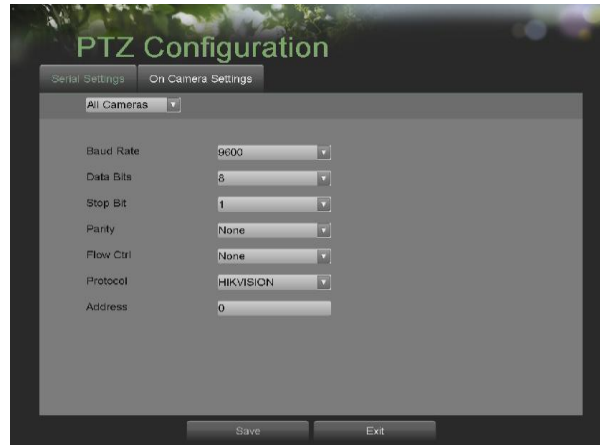 PTZ Configuration
Serial Settings On Camera Settings
All Cameras
Baud Rate 9600
Data Bits 8
Stop Bit 1
Parity None
Flow Ctrl None
Protocol HIKVISION
Address 0
Save Exit